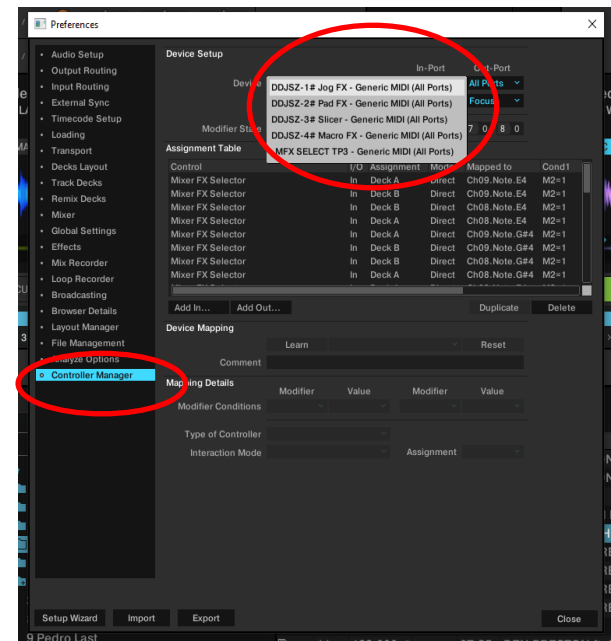 Preferences
Audio Setup
Output Routing
Input Routing
External Sync
Timecode Setup
Loading
Transport
Decks Layout
Track Decks
Remix Decks
Mixer
Global Settings
Effects
Mix Recorder
Loop Recorder
Broadcasting
Browser Details
Layout Manager
File Management
Analyze Options
Controller Manager
Device Setup
In-Port Out-Port
Device All Ports
Focus
DDJSZ-1# Jog FX - Generic MIDI (All Ports)
DDJSZ-2# Pad FX - Generic MIDI (All Ports)
DDJSZ-3# Slicer - Generic MIDI (All Ports)
DDJSZ-4# Macro FX - Generic MIDI (All Ports)
MFX SELECT TP3 - Generic MIDI (All Ports)
Modifier State 7 0 8 0
Assignment Table
Control I/O Assignment Mode Mapped to Cond1
Mixer FX Selector In Deck A Direct Ch09.Note.E4 M2=1
Mixer FX Selector In Deck B Direct Ch09.Note.E4 M2=1
Mixer FX Selector In Deck B Direct Ch08.Note.E4 M2=1
Mixer FX Selector In Deck A Direct Ch08.Note.E4 M2=1
Mixer FX Selector In Deck A Direct Ch09.Note.G#4 M2=1
Mixer FX Selector In Deck B Direct Ch09.Note.G#4 M2=1
Mixer FX Selector In Deck B Direct Ch08.Note.G#4 M2=1
Mixer FX Selector In Deck A Direct Ch08.Note.G#4 M2=1
Add In... Add Out... Duplicate Delete
Device Mapping
Learn Reset
Comment
Mapping Details
Modifier Value Modifier Value
Modifier Conditions
Type of Controller
Interaction Mode Assignment
Setup Wizard Import Export Close
9 Pedro Last